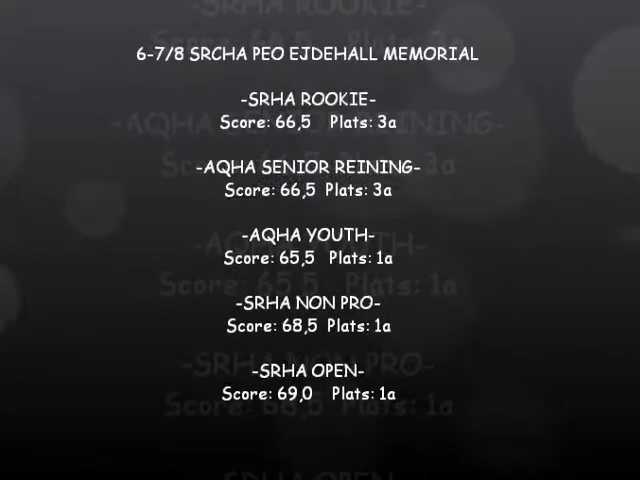 6-7/8 SRCHA PEO EJDEHALL MEMORIAL
-SRHA ROOKIE-
Score: 66,5 Plats: 3a
-AQHA SENIOR REINING-
Score: 66,5 Plats: 3a
-AQHA YOUTH-
Score: 65,5 Plats: 1a
-SRHA NON PRO-
Score: 68,5 Plats: 1a
-SRHA OPEN-
Score: 69,0 Plats: 1a